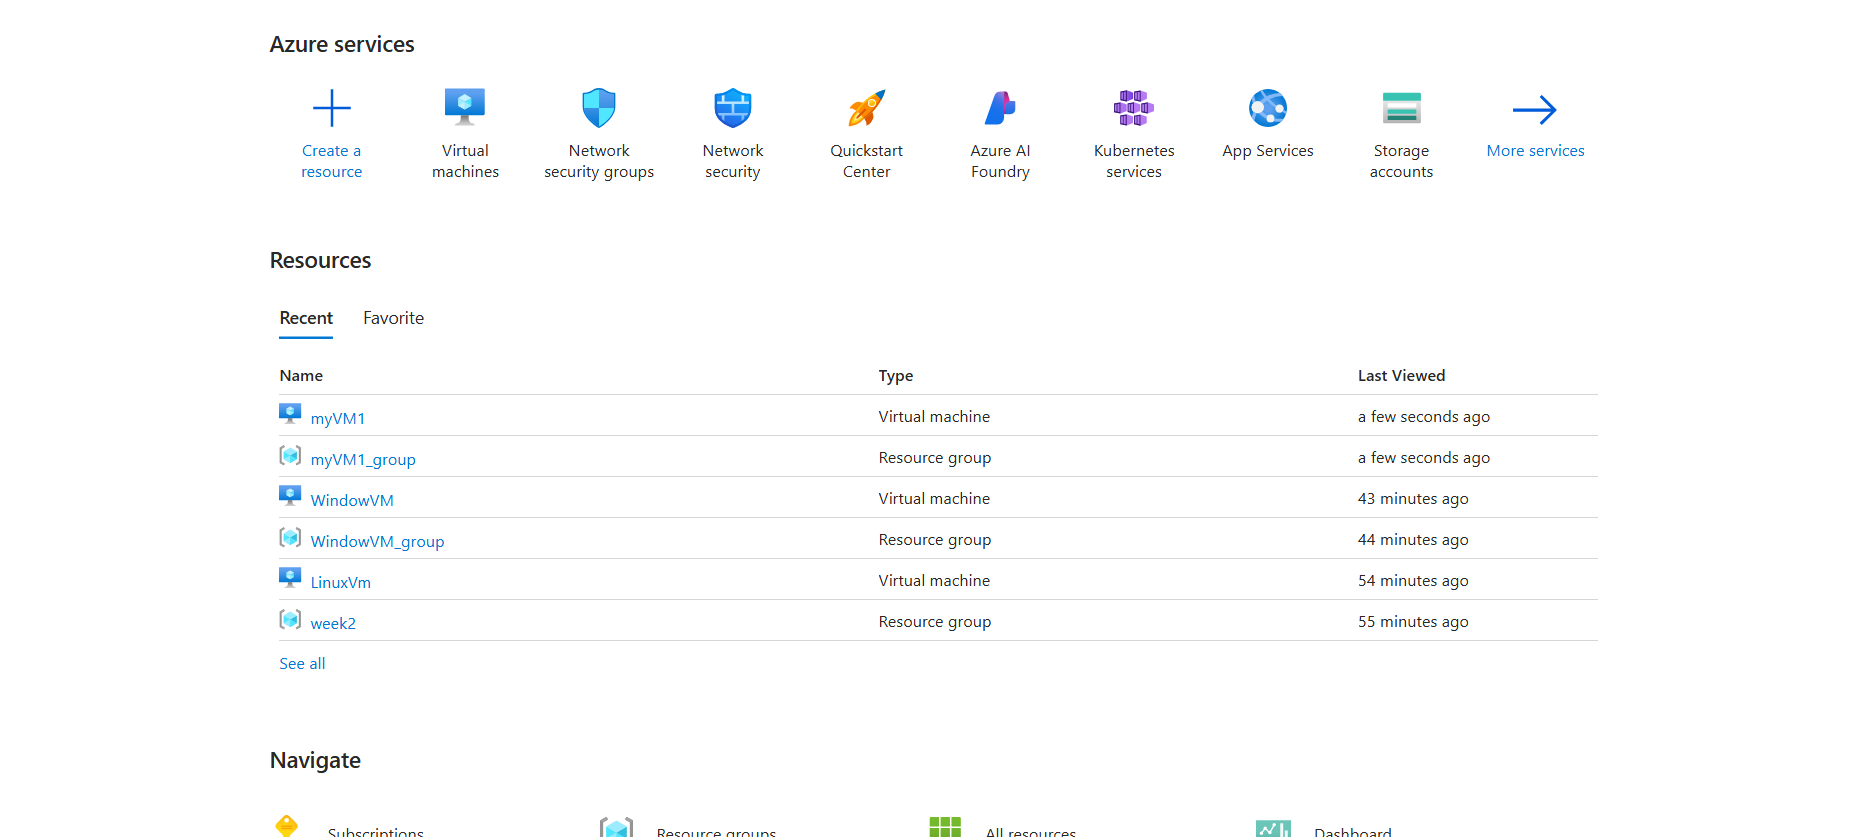 Azure services
Create a
resource
Virtual
machines
Network
security groups
Network
security
Quickstart
Center
Azure AI
Foundry
Kubernetes
services
App Services
Storage
accounts
More services
Resources
Recent
Favorite
Name Type Last Viewed
myVM1 Virtual machine a few seconds ago
myVM1_group Resource group a few seconds ago
WindowVM Virtual machine 43 minutes ago
WindowVM_group Resource group 44 minutes ago
LinuxVm Virtual machine 54 minutes ago
week2 Resource group 55 minutes ago
See all
Navigate
Subscriptions Resource groups All resources Dashboard